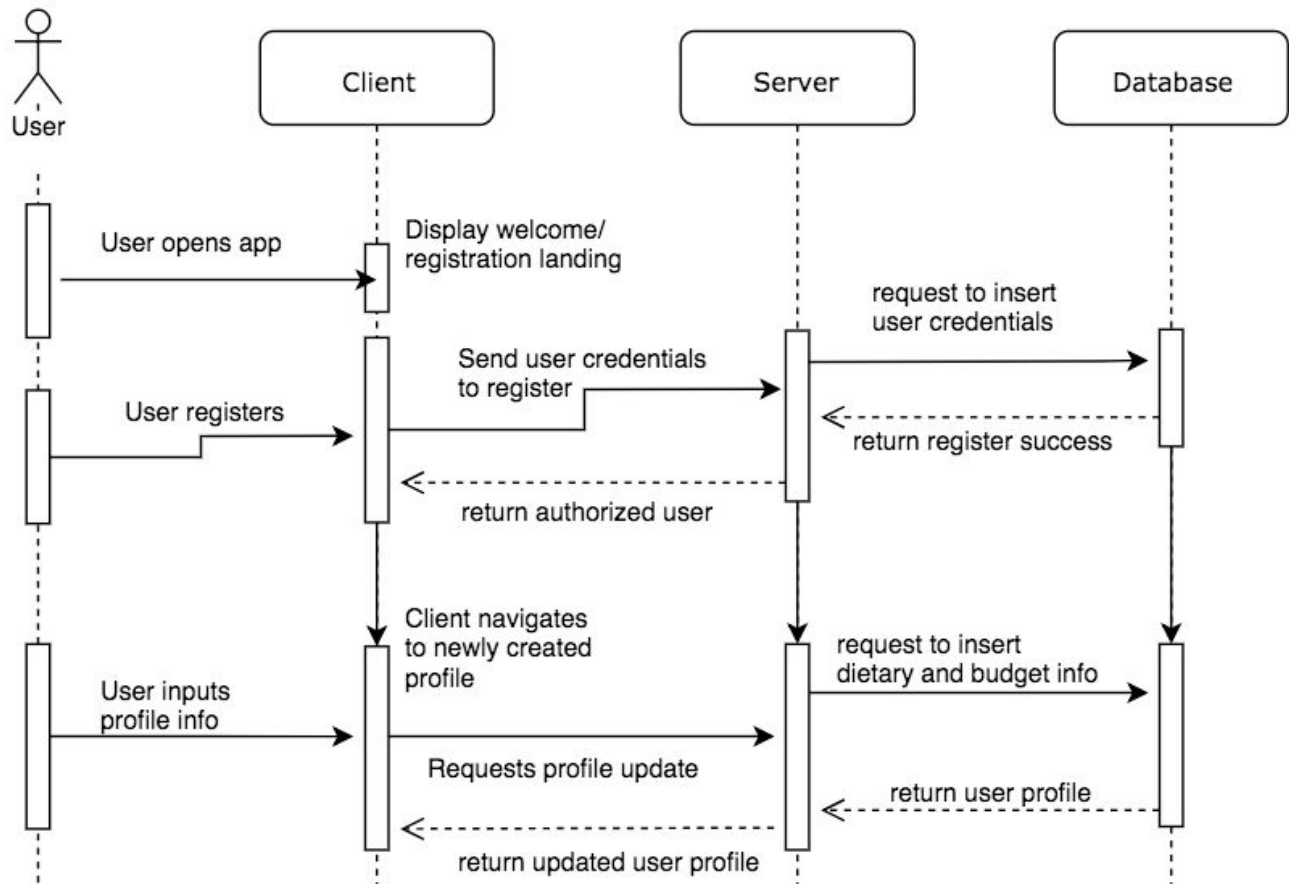 User
Client
Server
Database
User opens app
Display welcome/
registration landing
request to insert
user credentials
Send user credentials
to register
User registers
return register success
return authorized user
Client navigates
to newly created
profile
request to insert
dietary and budget info
User inputs
profile info
Requests profile update
return user profile
return updated user profile